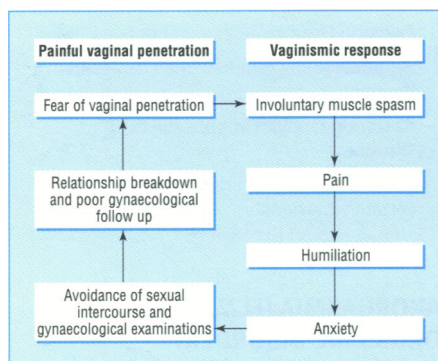 Painful vaginal penetration
Vaginismic response
Fear of vaginal penetration
Involuntary muscle spasm
Relationship breakdown
and poor gynaecological
follow up
Pain
Humiliation
Avoidance of sexual
intercourse and
gynaecological examinations
Anxiety